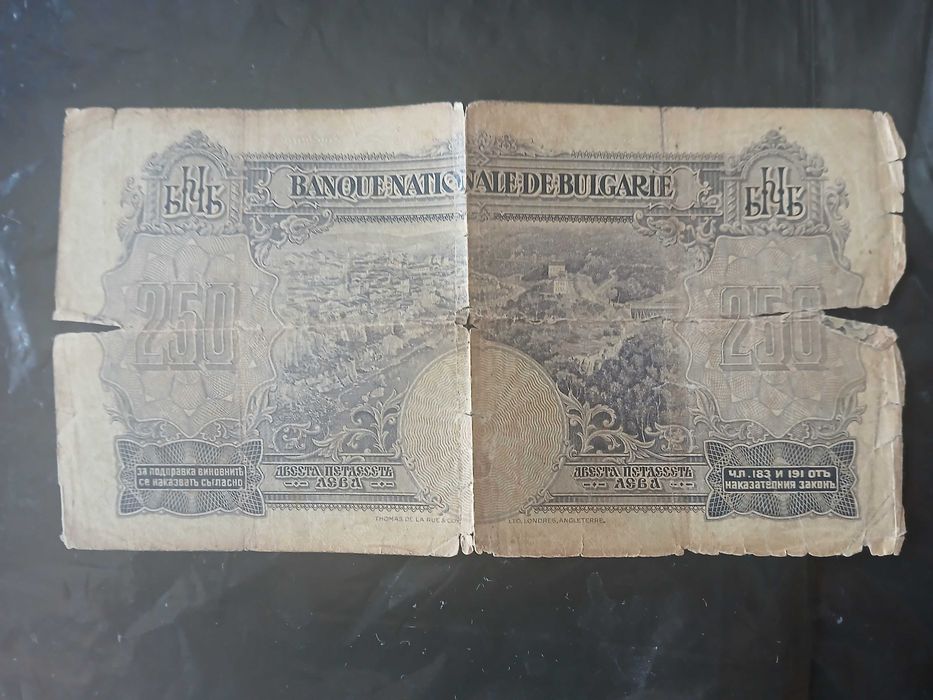 БНБ
BANQUE NATIONALE DE BULGARIE
БНБ
250
250
ЗА ПОДПРАВКА ВИНОВНИТѢ
СЕ НАКАЗВАТЪ СЪГЛАСНО
ДВЕСТА ПЕТДЕСЕТЬ
ЛЕВА
ДВЕСТА ПЕТДЕСЕТЬ
ЛЕВА
ЧЛ. 183 И 191 ОТЪ
НАКАЗАТЕЛНИЯ ЗАКОНЪ
THOMAS DE LA RUE & CO. LTD, LONDRES, ANGLETERRE.